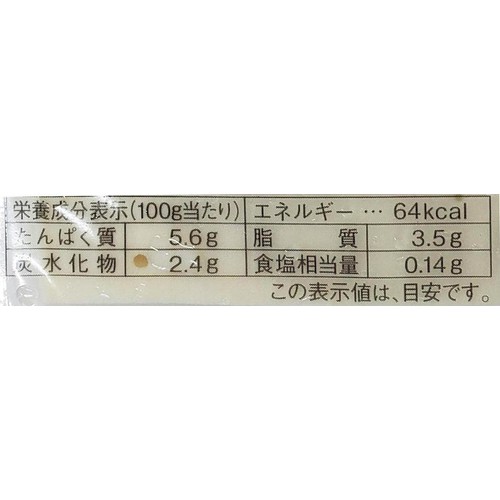 栄養成分表示(100g当たり) エネルギー … 64kcal
たんぱく質 5.6g 脂質 3.5g
炭水化物 2.4g 食塩相当量 0.14g
この表示値は、目安です。